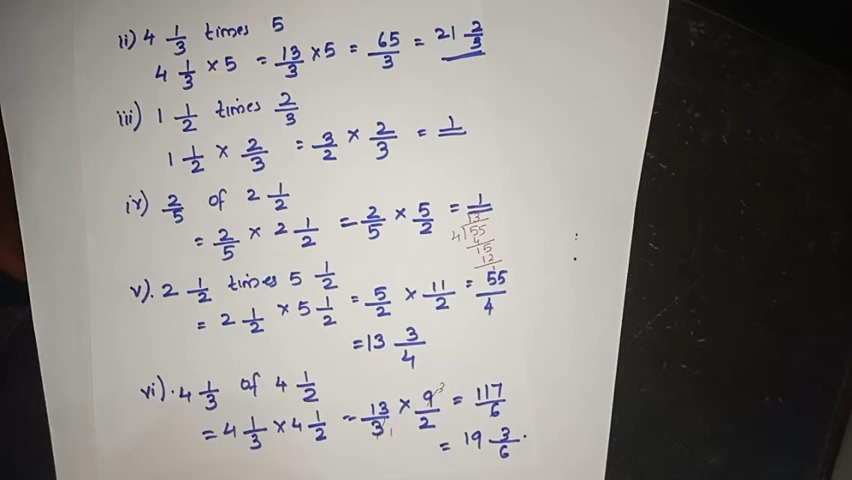 ii) 4 1/3 times 5
4 1/3 × 5 = 13/3 × 5 = 65/3 = 21 2/3
iii) 1 1/2 times 2/3
1 1/2 × 2/3 = 3/2 × 2/3 = 1
iv) 2/5 of 2 1/2
= 2/5 × 2 1/2 = 2/5 × 5/2 = 1
13
4)55
4
15
12
1
v). 2 1/2 times 5 1/2
= 2 1/2 × 5 1/2 = 5/2 × 11/2 = 55/4
= 13 3/4
vi). 4 1/3 of 4 1/2
= 4 1/3 × 4 1/2 = 13/3 1 × 9 3/2 = 117/6
= 19 3/6.